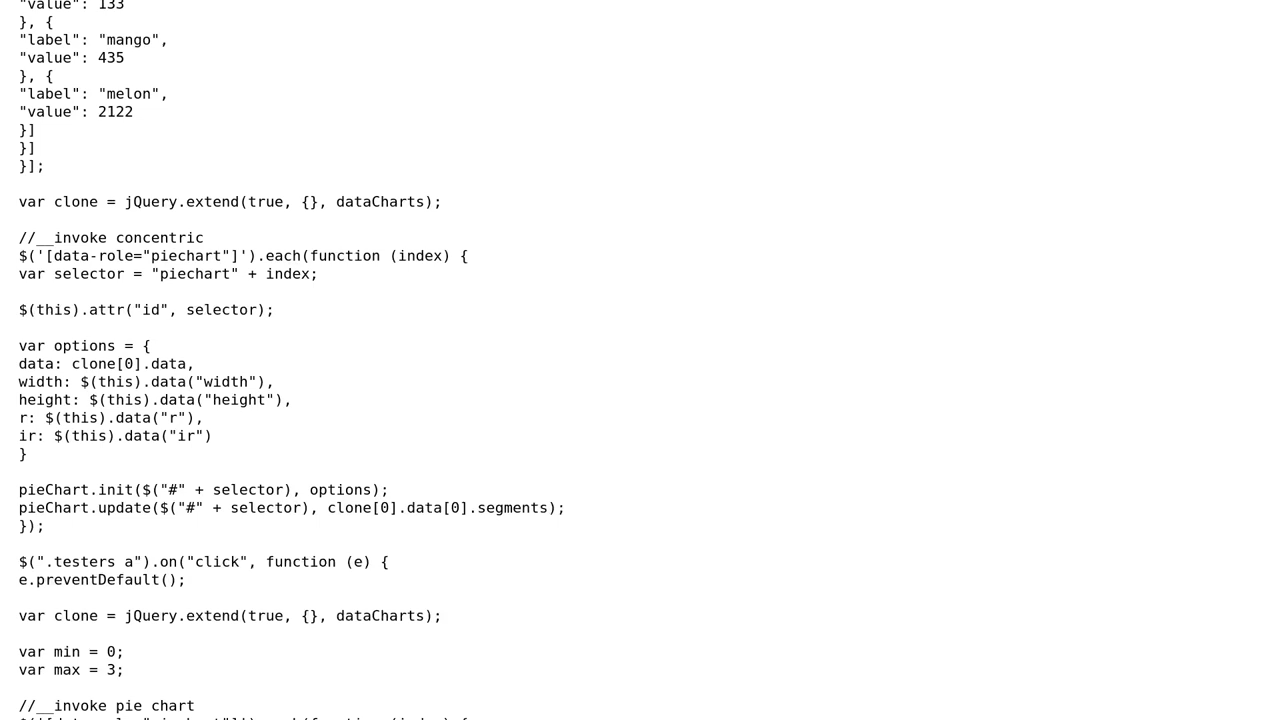 "value": 133
}, {
"label": "mango",
"value": 435
}, {
"label": "melon",
"value": 2122
}]
}]
}];
var clone = jQuery.extend(true, {}, dataCharts);
//__invoke concentric
$('[data-role="piechart"]').each(function (index) {
var selector = "piechart" + index;
$(this).attr("id", selector);
var options = {
data: clone[0].data,
width: $(this).data("width"),
height: $(this).data("height"),
r: $(this).data("r"),
ir: $(this).data("ir")
}
pieChart.init($("#" + selector), options);
pieChart.update($("#" + selector), clone[0].data[0].segments);
});
$(".testers a").on("click", function (e) {
e.preventDefault();
var clone = jQuery.extend(true, {}, dataCharts);
var min = 0;
var max = 3;
//__invoke pie chart